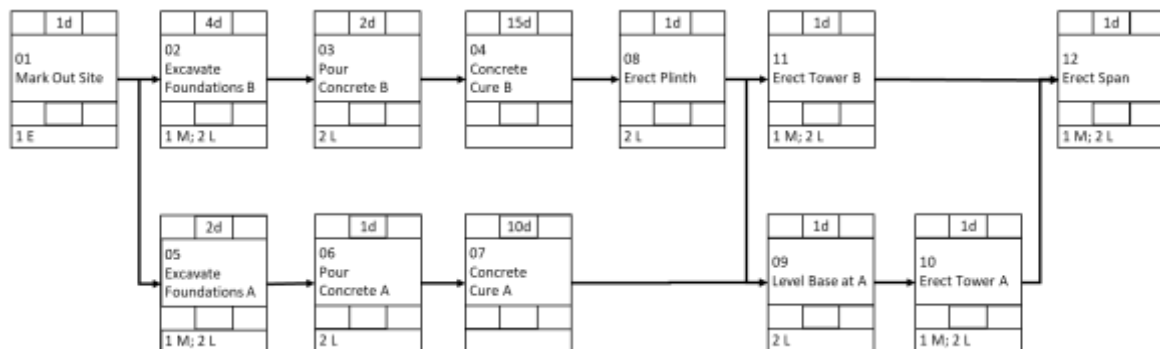 1d
01
Mark Out Site
1 E
4d
02
Excavate
Foundations B
1 M; 2 L
2d
03
Pour
Concrete B
2 L
15d
04
Concrete
Cure B
1d
08
Erect Plinth
2 L
1d
11
Erect Tower B
1 M; 2 L
1d
12
Erect Span
1 M; 2 L
2d
05
Excavate
Foundations A
1 M; 2 L
1d
06
Pour
Concrete A
2 L
10d
07
Concrete
Cure A
1d
09
Level Base at A
2 L
1d
10
Erect Tower A
1 M; 2 L